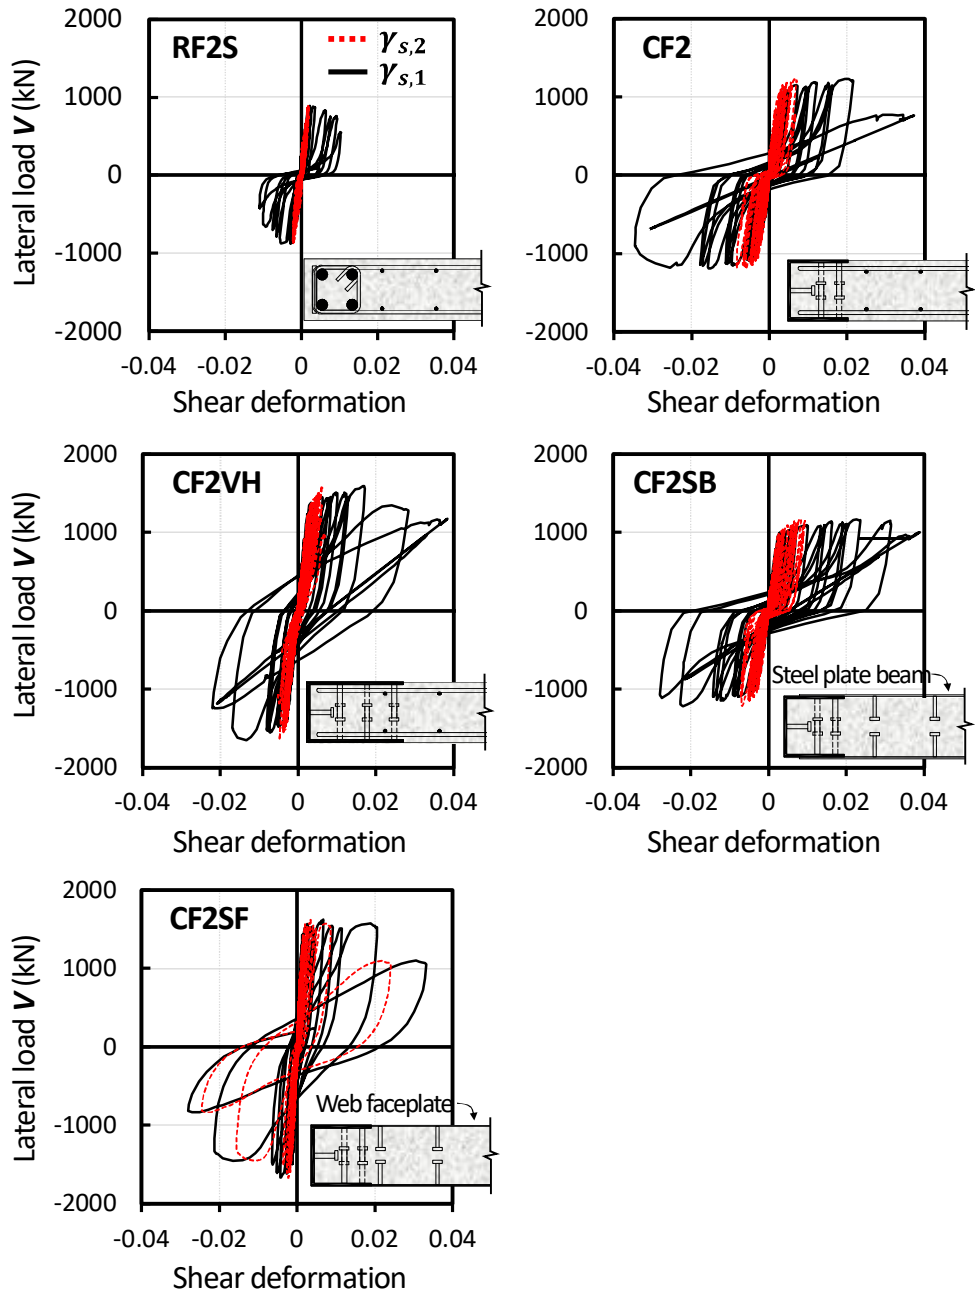 RF2S
γs,2
γs,1
Lateral load V (kN)
2000
1000
0
-1000
-2000
-0.04 -0.02 0 0.02 0.04
Shear deformation
CF2
2000
1000
0
-1000
-2000
-0.04 -0.02 0 0.02 0.04
Shear deformation
CF2VH
Lateral load V (kN)
2000
1000
0
-1000
-2000
-0.04 -0.02 0 0.02 0.04
Shear deformation
CF2SB
2000
1000
0
-1000
-2000
Steel plate beam
-0.04 -0.02 0 0.02 0.04
Shear deformation
CF2SF
Lateral load V (kN)
2000
1000
0
-1000
-2000
Web faceplate
-0.04 -0.02 0 0.02 0.04
Shear deformation